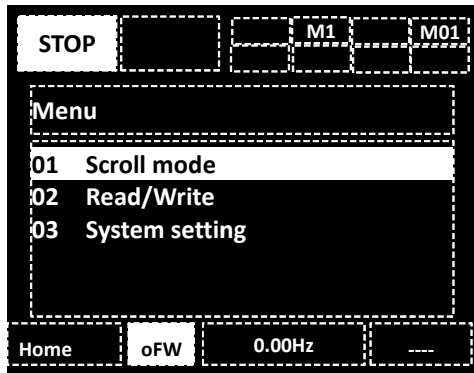 STOP M1 M01
Menu
01 Scroll mode
02 Read/Write
03 System setting
Home oFW 0.00Hz ----